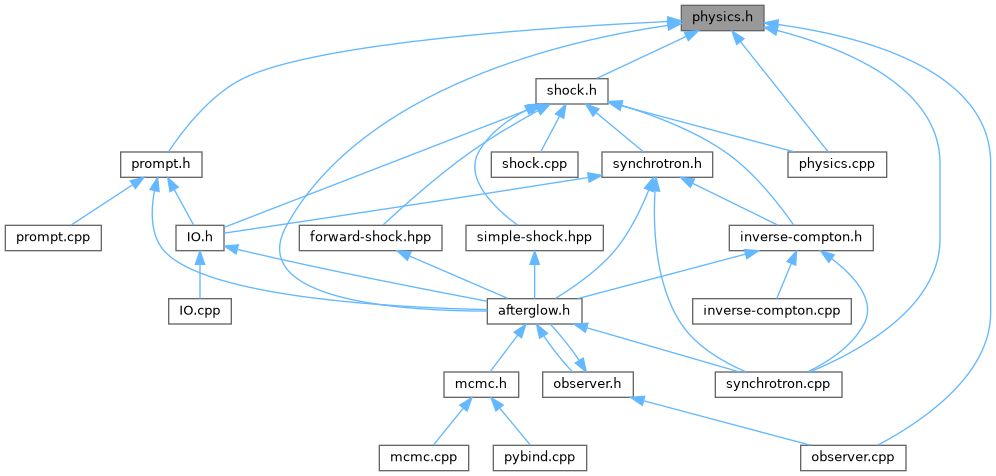 physics.h
shock.h
prompt.h
shock.cpp
synchrotron.h
physics.cpp
prompt.cpp
IO.h
forward-shock.hpp
simple-shock.hpp
inverse-compton.h
IO.cpp
afterglow.h
inverse-compton.cpp
mcmc.h
observer.h
synchrotron.cpp
mcmc.cpp
pybind.cpp
observer.cpp